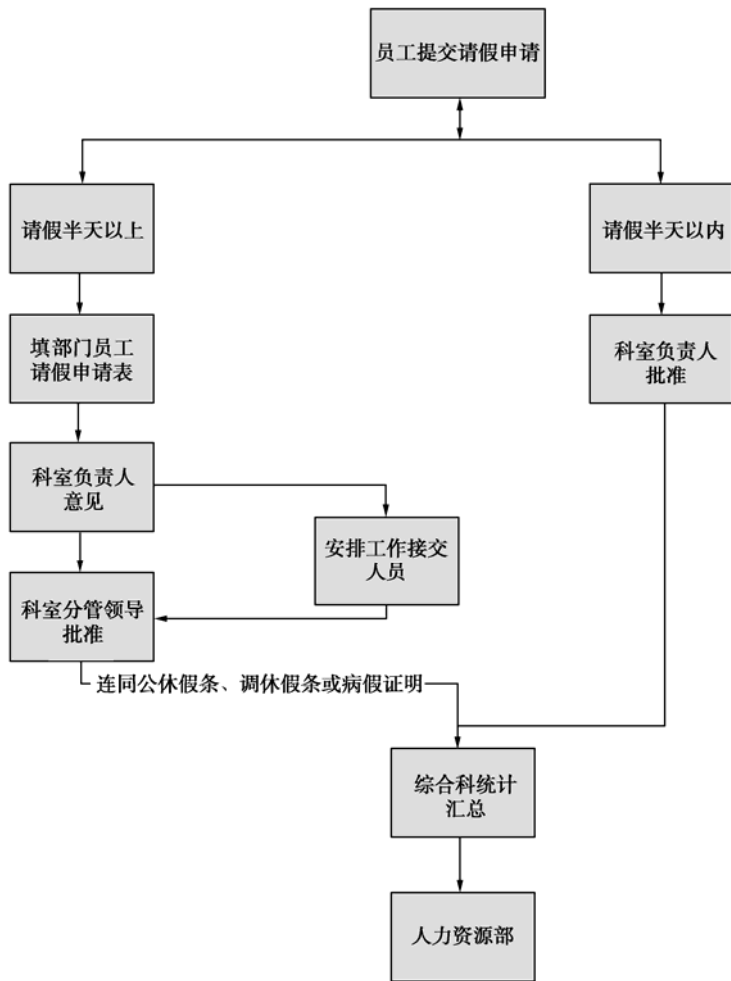 员工提交请假申请
请假半天以上
请假半天以内
填部门员工
请假申请表
科室负责人
批准
科室负责人
意见
安排工作接交
人员
科室分管领导
批准
连同公休假条、调休假条或病假证明
综合科统计
汇总
人力资源部